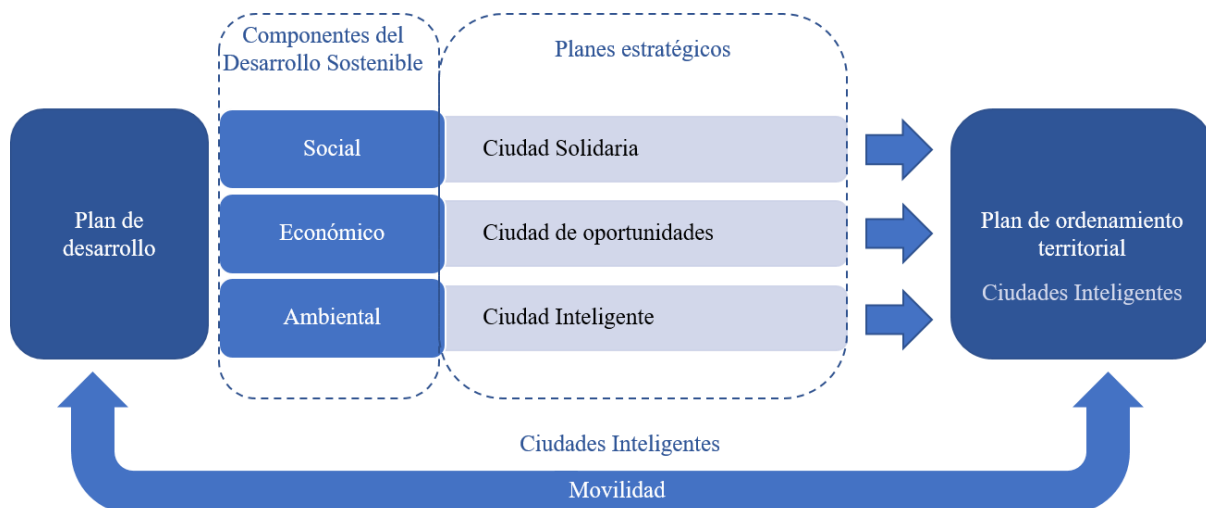 Componentes del
Desarrollo Sostenible
Planes estratégicos
Plan de
desarrollo
Social
Ciudad Solidaria
Económico
Ciudad de oportunidades
Ambiental
Ciudad Inteligente
Plan de ordenamiento
territorial
Ciudades Inteligentes
Ciudades Inteligentes
Movilidad